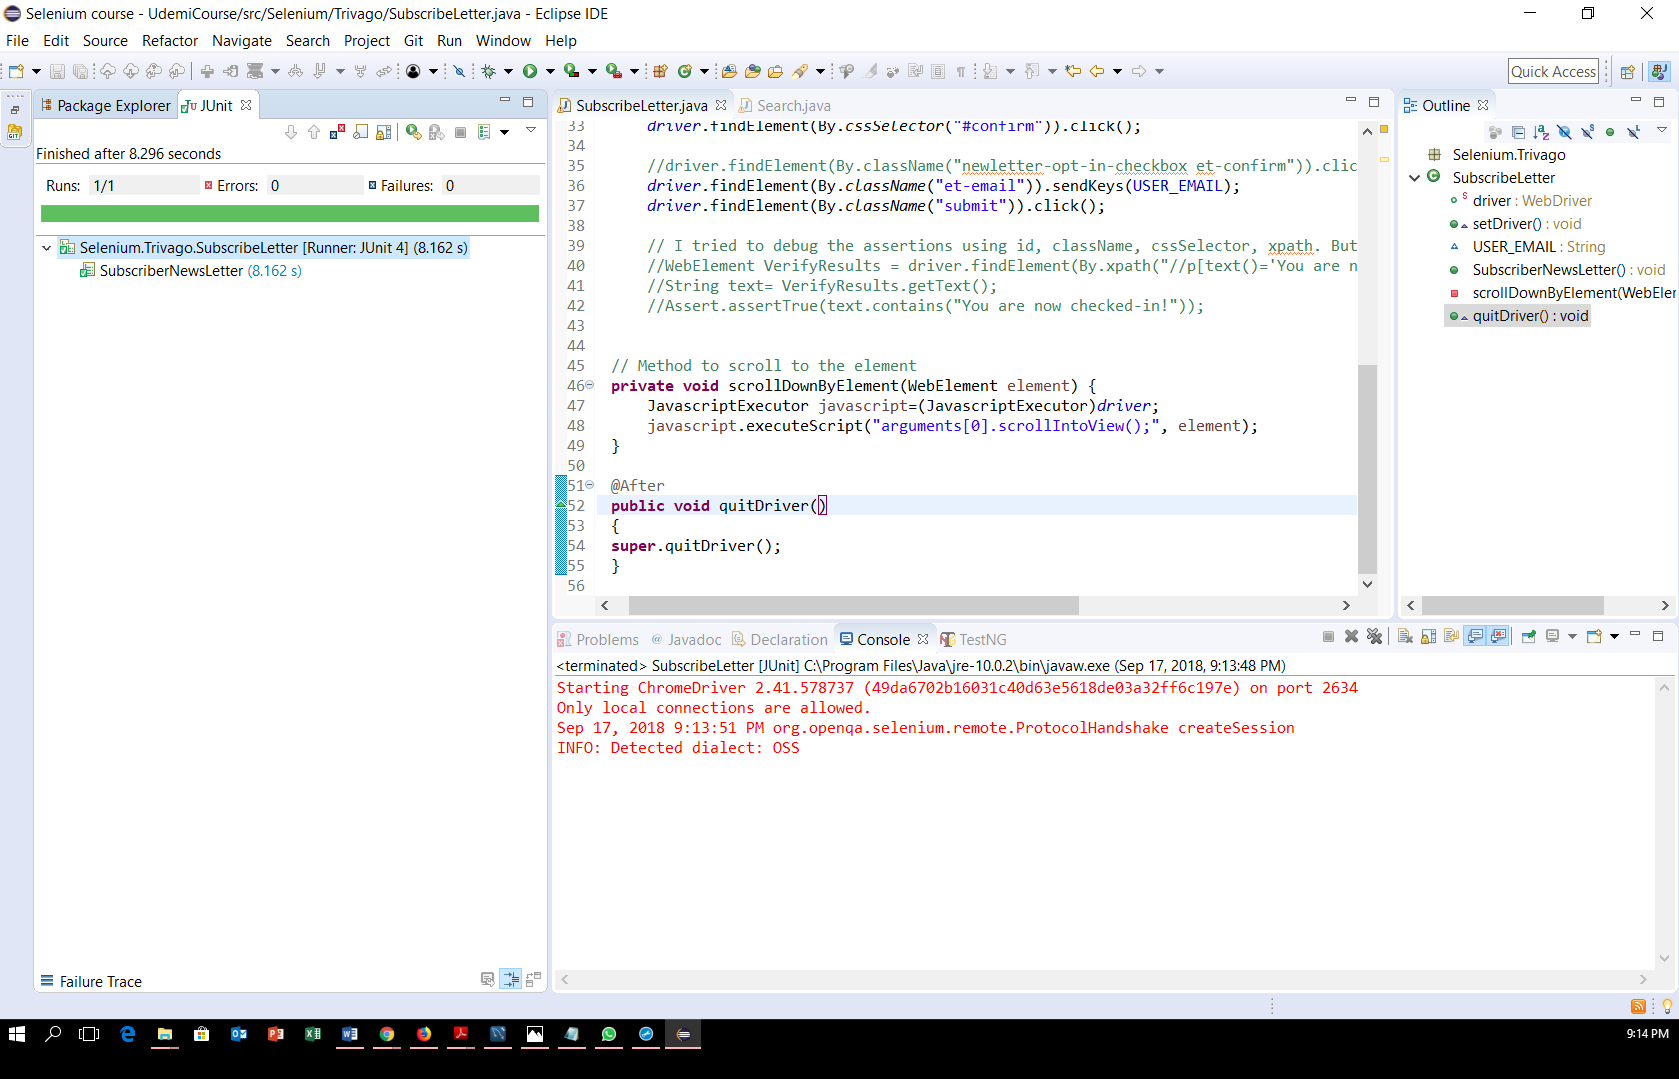 Selenium course - UdemiCourse/src/Selenium/Trivago/SubscribeLetter.java - Eclipse IDE
File Edit Source Refactor Navigate Search Project Git Run Window Help
Quick Access
Package Explorer JUnit
Finished after 8.296 seconds
Runs: 1/1 Errors: 0 Failures: 0
Selenium.Trivago.SubscribeLetter [Runner: JUnit 4] (8.162 s)
SubscriberNewsLetter (8.162 s)
Failure Trace
SubscribeLetter.java Search.java
33 driver.findElement(By.cssSelector("#confirm")).click();
34
35 //driver.findElement(By.className("newletter-opt-in-checkbox et-confirm")).clic
36 driver.findElement(By.className("et-email")).sendKeys(USER_EMAIL);
37 driver.findElement(By.className("submit")).click();
38
39 // I tried to debug the assertions using id, className, cssSelector, xpath. But
40 //WebElement VerifyResults = driver.findElement(By.xpath("//p[text()='You are n
41 //String text= VerifyResults.getText();
42 //Assert.assertTrue(text.contains("You are now checked-in!"));
43
44
45 // Method to scroll to the element
46 private void scrollDownByElement(WebElement element) {
47 JavascriptExecutor javascript=(JavascriptExecutor)driver;
48 javascript.executeScript("arguments[0].scrollIntoView();", element);
49 }
50
51 @After
52 public void quitDriver()
53 {
54 super.quitDriver();
55 }
56
Outline
Selenium.Trivago
SubscribeLetter
driver : WebDriver
setDriver() : void
USER_EMAIL : String
SubscriberNewsLetter() : void
scrollDownByElement(WebEler
quitDriver() : void
Problems Javadoc Declaration Console TestNG
<terminated> SubscribeLetter [JUnit] C:\Program Files\Java\jre-10.0.2\bin\javaw.exe (Sep 17, 2018, 9:13:48 PM)
Starting ChromeDriver 2.41.578737 (49da6702b16031c40d63e5618de03a32ff6c197e) on port 2634
Only local connections are allowed.
Sep 17, 2018 9:13:51 PM org.openqa.selenium.remote.ProtocolHandshake createSession
INFO: Detected dialect: OSS
9:14 PM